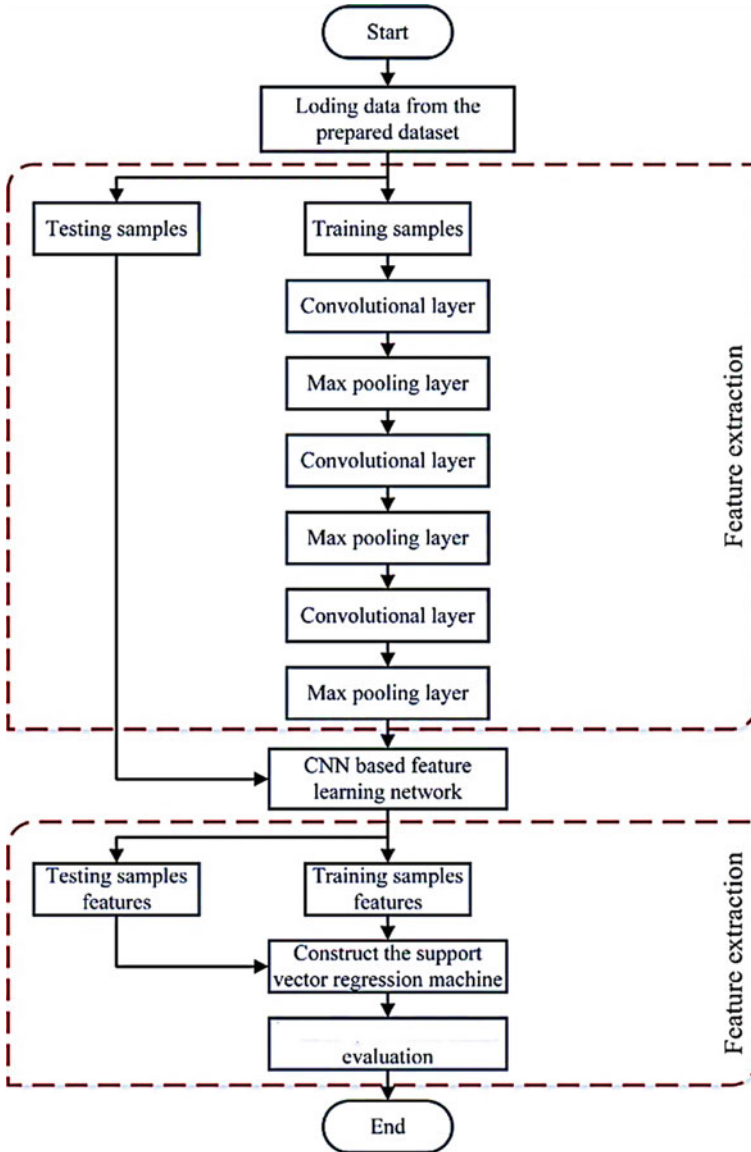 Start
Loding data from the
prepared dataset
Testing samples
Training samples
Convolutional layer
Max pooling layer
Convolutional layer
Max pooling layer
Convolutional layer
Max pooling layer
Feature extraction
CNN based feature
learning network
Testing samples
features
Training samples
features
Construct the support
vector regression machine
evaluation
Feature extraction
End